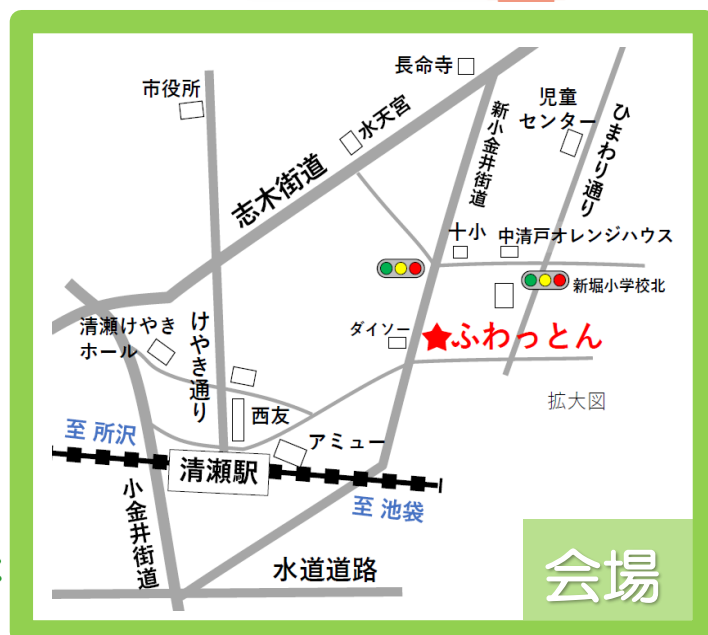 長命寺
市役所
水天宮
児童
センター
ひまわり通り
新小金井街道
志木街道
十小
中清戸オレンジハウス
新堀小学校北
清瀬けやき
ホール
けやき通り
ダイソー
★ふわっとん
拡大図
西友
至 所沢
アミュー
清瀬駅
至 池袋
小金井街道
水道道路
会場